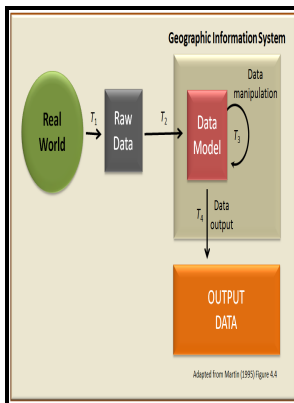 Geographic Information System
Data
manipulation
Real
World
T1
Raw
Data
T2
Data
Model
T3
T4
Data
output
OUTPUT
DATA
Adapted from Martin (1995) Figure 4.4